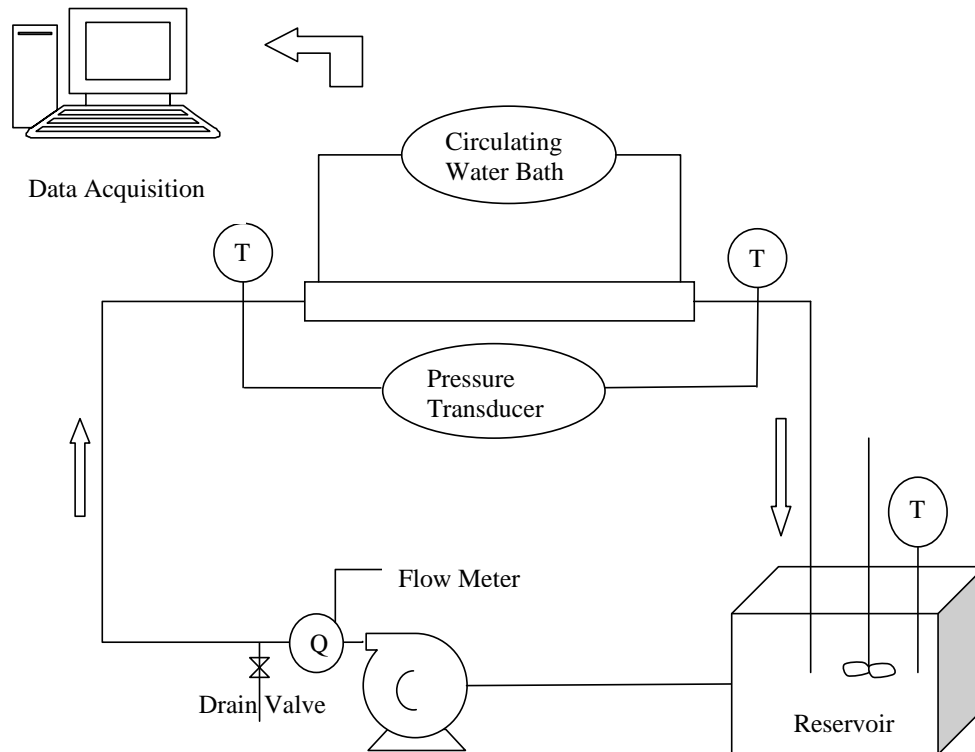 Circulating
Water Bath
Data Acquisition
T
T
Pressure
Transducer
T
Flow Meter
Q
Drain Valve
Reservoir